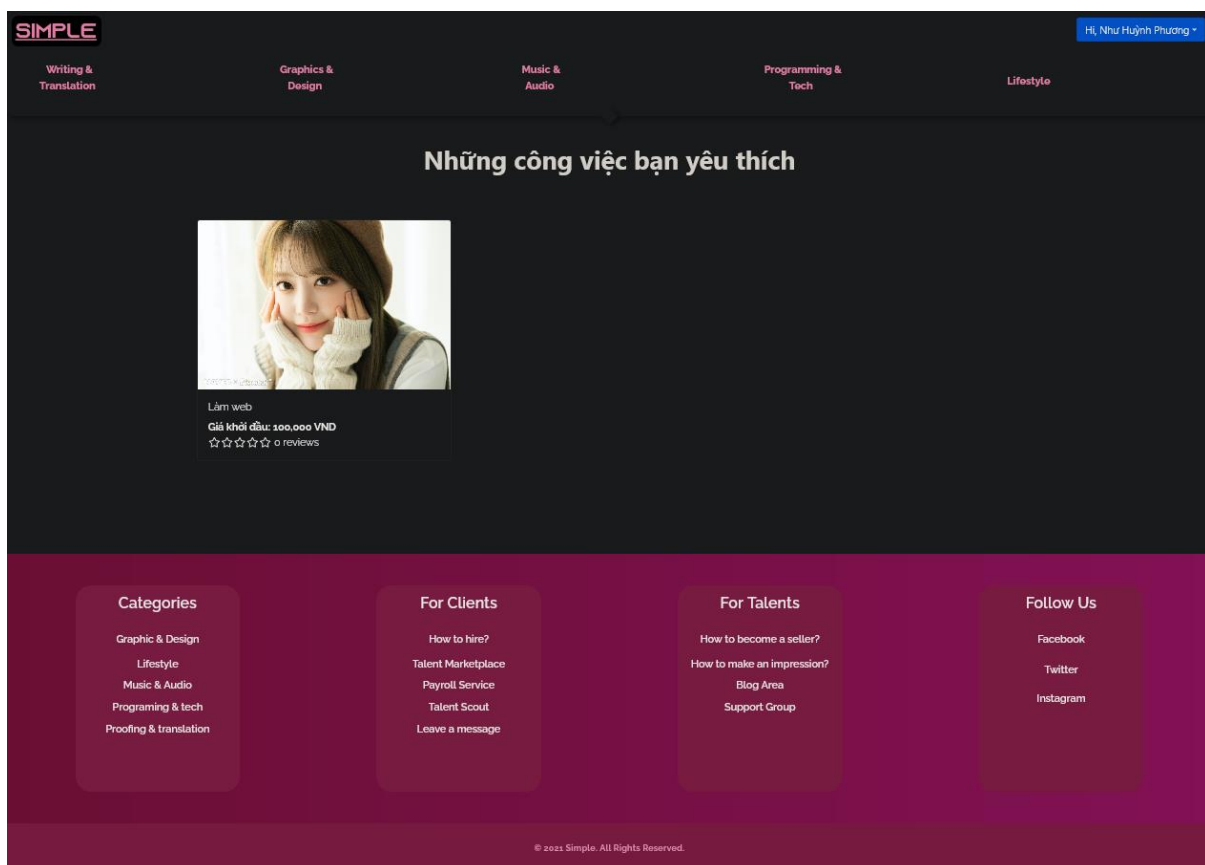 SIMPLE
Hi, Như Huỳnh Phương
Writing &
Translation
Graphics &
Design
Music &
Audio
Programming &
Tech
Lifestyle
Những công việc bạn yêu thích
Làm web
Giá khởi đầu: 100,000 VND
0 reviews
Categories
Graphic & Design
Lifestyle
Music & Audio
Programing & tech
Proofing & translation
For Clients
How to hire?
Talent Marketplace
Payroll Service
Talent Scout
Leave a message
For Talents
How to become a seller?
How to make an impression?
Blog Area
Support Group
Follow Us
Facebook
Twitter
Instagram
© 2021 Simple. All Rights Reserved.